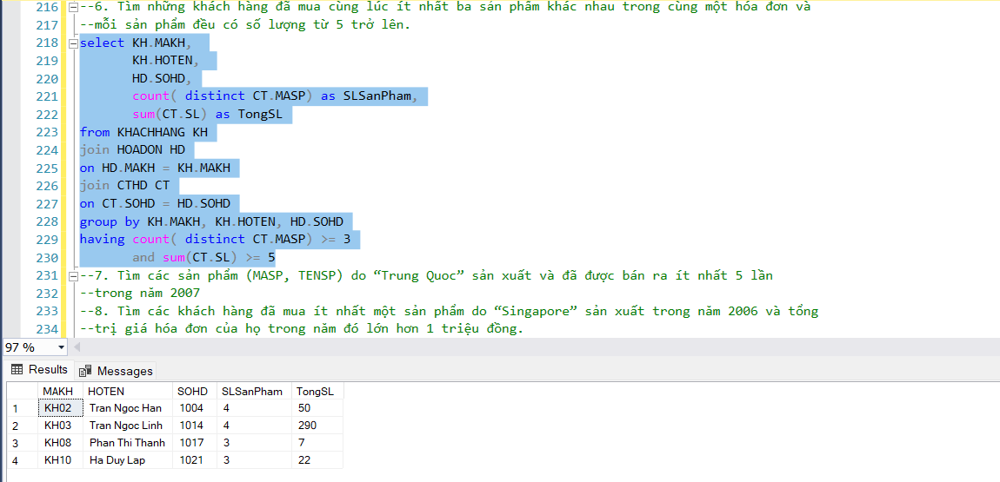 216 --6. Tìm những khách hàng đã mua cùng lúc ít nhất ba sản phẩm khác nhau trong cùng một hóa đơn và
217 --mỗi sản phẩm đều có số lượng từ 5 trở lên.
218 select KH.MAKH,
219 KH.HOTEN,
220 HD.SOHD,
221 count( distinct CT.MASP) as SLSanPham,
222 sum(CT.SL) as TongSL
223 from KHACHHANG KH
224 join HOADON HD
225 on HD.MAKH = KH.MAKH
226 join CTHD CT
227 on CT.SOHD = HD.SOHD
228 group by KH.MAKH, KH.HOTEN, HD.SOHD
229 having count( distinct CT.MASP) >= 3
230 and sum(CT.SL) >= 5
231 --7. Tìm các sản phẩm (MASP, TENSP) do “Trung Quoc” sản xuất và đã được bán ra ít nhất 5 lần
232 --trong năm 2007
233 --8. Tìm các khách hàng đã mua ít nhất một sản phẩm do “Singapore” sản xuất trong năm 2006 và tổng
234 --trị giá hóa đơn của họ trong năm đó lớn hơn 1 triệu đồng.
97 %
Results Messages
MAKH HOTEN SOHD SLSanPham TongSL
1 KH02 Tran Ngoc Han 1004 4 50
2 KH03 Tran Ngoc Linh 1014 4 290
3 KH08 Phan Thi Thanh 1017 3 7
4 KH10 Ha Duy Lap 1021 3 22